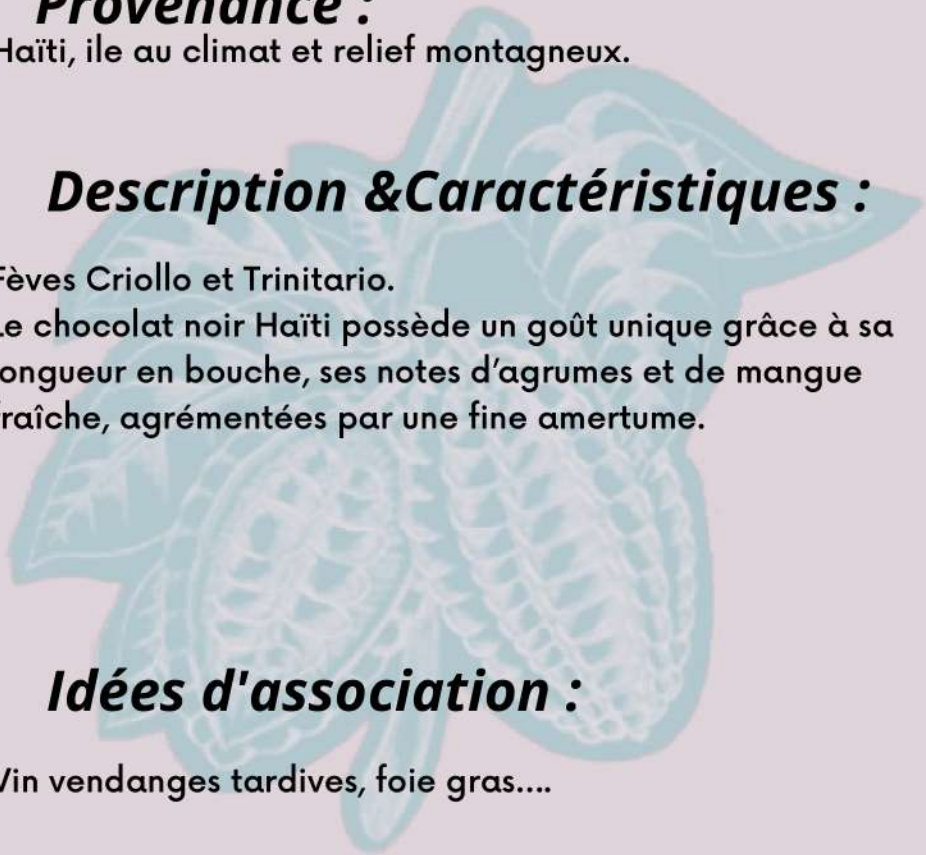 Provenance :
Haïti, ile au climat et relief montagneux.
Description &Caractéristiques :
Fèves Criollo et Trinitario.
Le chocolat noir Haïti possède un goût unique grâce à sa
longueur en bouche, ses notes d’agrumes et de mangue
fraîche, agrémentées par une fine amertume.
Idées d'association :
Vin vendanges tardives, foie gras....